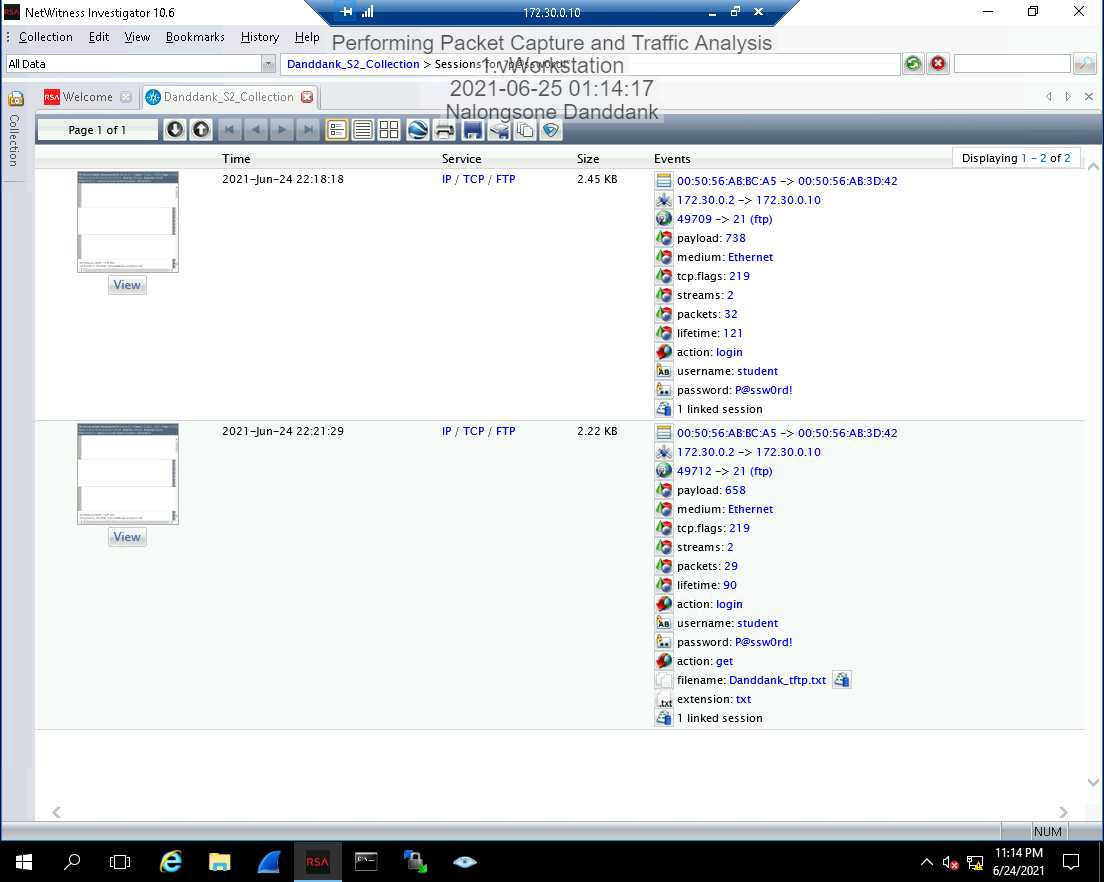 RSA NetWitness Investigator 10.6
172.30.0.10
Collection Edit View Bookmarks History Help
Performing Packet Capture and Traffic Analysis
All Data
Danddank_S2_Collection > Sessions for "p@ssw0rd!"
1. vWorkstation
2021-06-25 01:14:17
Nalongsone Danddank
RSA Welcome
Danddank_S2_Collection
Collection
Page 1 of 1
Time Service Size Events
Displaying 1 - 2 of 2
2021-Jun-24 22:18:18 IP / TCP / FTP 2.45 KB
00:50:56:AB:BC:A5 -> 00:50:56:AB:3D:42
172.30.0.2 -> 172.30.0.10
49709 -> 21 (ftp)
payload: 738
medium: Ethernet
tcp.flags: 219
streams: 2
packets: 32
lifetime: 121
action: login
username: student
password: P@ssw0rd!
1 linked session
View
2021-Jun-24 22:21:29 IP / TCP / FTP 2.22 KB
00:50:56:AB:BC:A5 -> 00:50:56:AB:3D:42
172.30.0.2 -> 172.30.0.10
49712 -> 21 (ftp)
payload: 658
medium: Ethernet
tcp.flags: 219
streams: 2
packets: 29
lifetime: 90
action: login
username: student
password: P@ssw0rd!
action: get
filename: Danddank_tftp.txt
.txt extension: txt
1 linked session
View
NUM
RSA
11:14 PM
6/24/2021